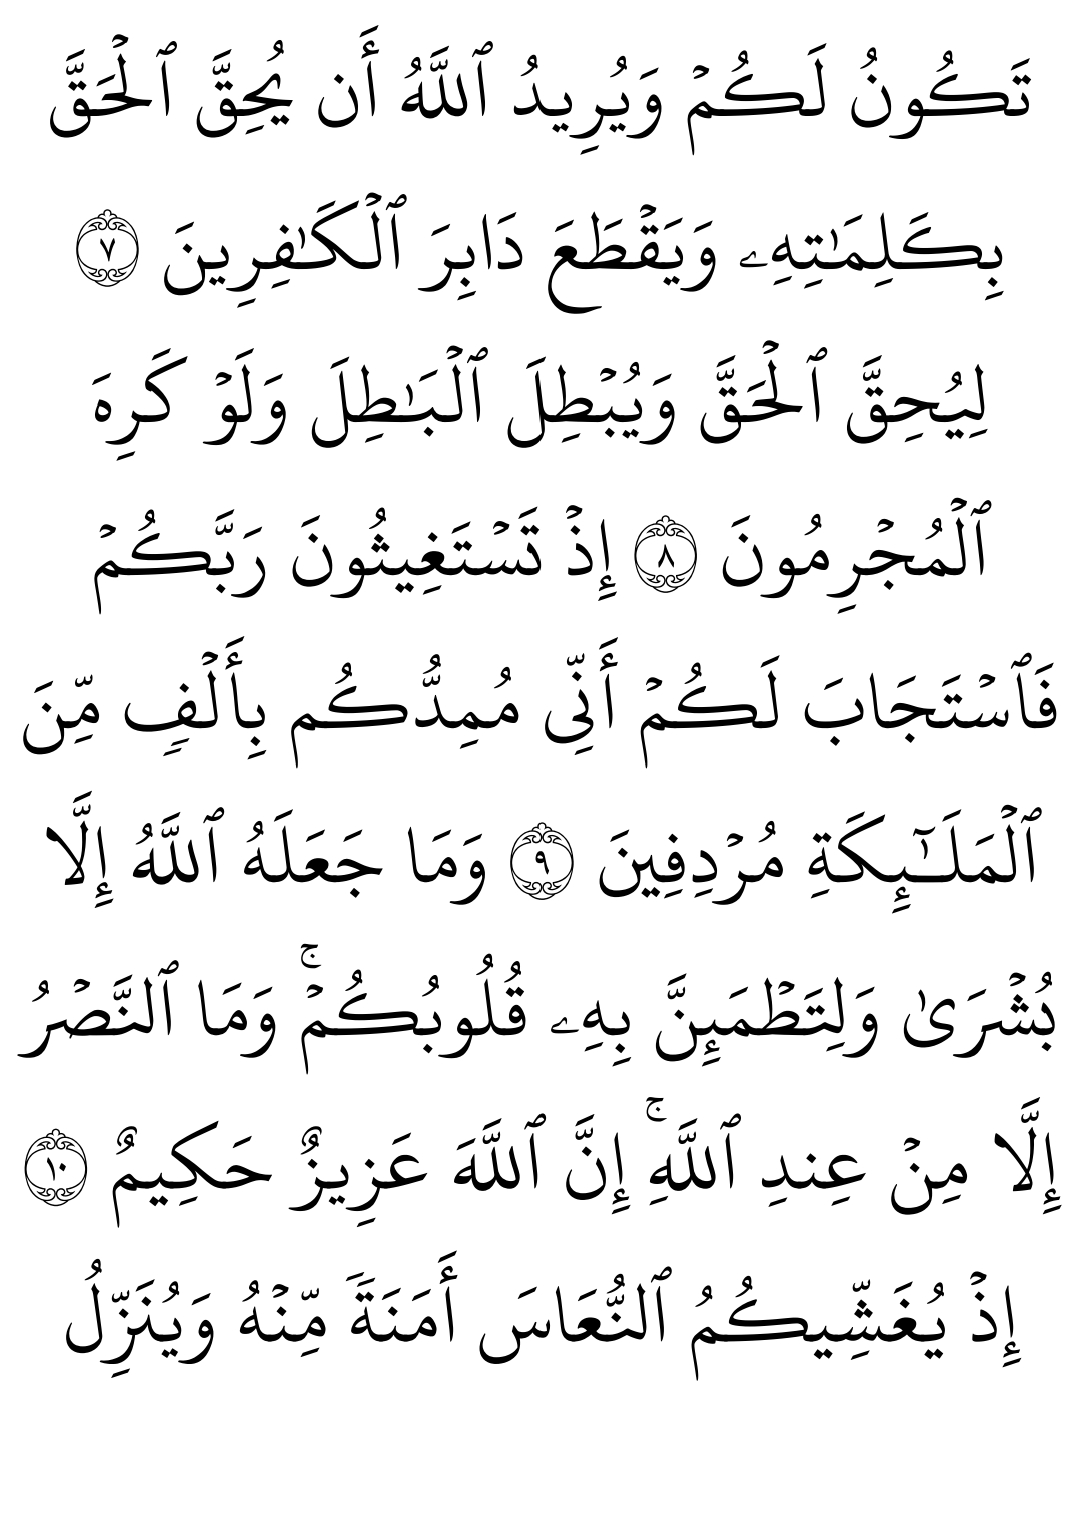 تَكُونُ لَكُمۡ وَيُرِيدُ ٱللَّهُ أَن يُحِقَّ ٱلۡحَقَّ
بِكَلِمَٰتِهِۦ وَيَقۡطَعَ دَابِرَ ٱلۡكَٰفِرِينَ ٧
لِيُحِقَّ ٱلۡحَقَّ وَيُبۡطِلَ ٱلۡبَٰطِلَ وَلَوۡ كَرِهَ
ٱلۡمُجۡرِمُونَ ٨ إِذۡ تَسۡتَغِيثُونَ رَبَّكُمۡ
فَٱسۡتَجَابَ لَكُمۡ أَنِّي مُمِدُّكُم بِأَلۡفٖ مِّنَ
ٱلۡمَلَٰٓئِكَةِ مُرۡدِفِينَ ٩ وَمَا جَعَلَهُ ٱللَّهُ إِلَّا
بُشۡرَىٰ وَلِتَطۡمَئِنَّ بِهِۦ قُلُوبُكُمۡۚ وَمَا ٱلنَّصۡرُ
إِلَّا مِنۡ عِندِ ٱللَّهِۚ إِنَّ ٱللَّهَ عَزِيزٌ حَكِيمٌ ١٠
إِذۡ يُغَشِّيكُمُ ٱلنُّعَاسَ أَمَنَةٗ مِّنۡهُ وَيُنَزِّلُ